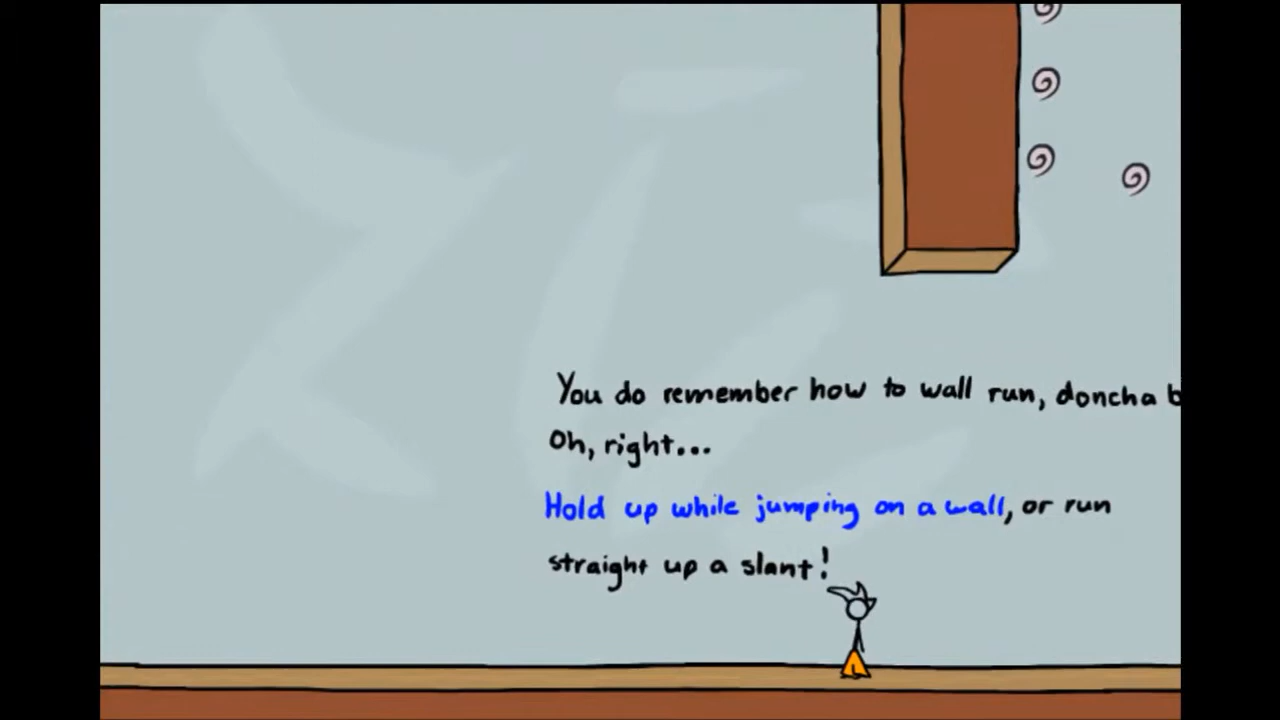 You do remember how to wall run, doncha
Oh, right...
Hold up while jumping on a wall, or run
straight up a slant!